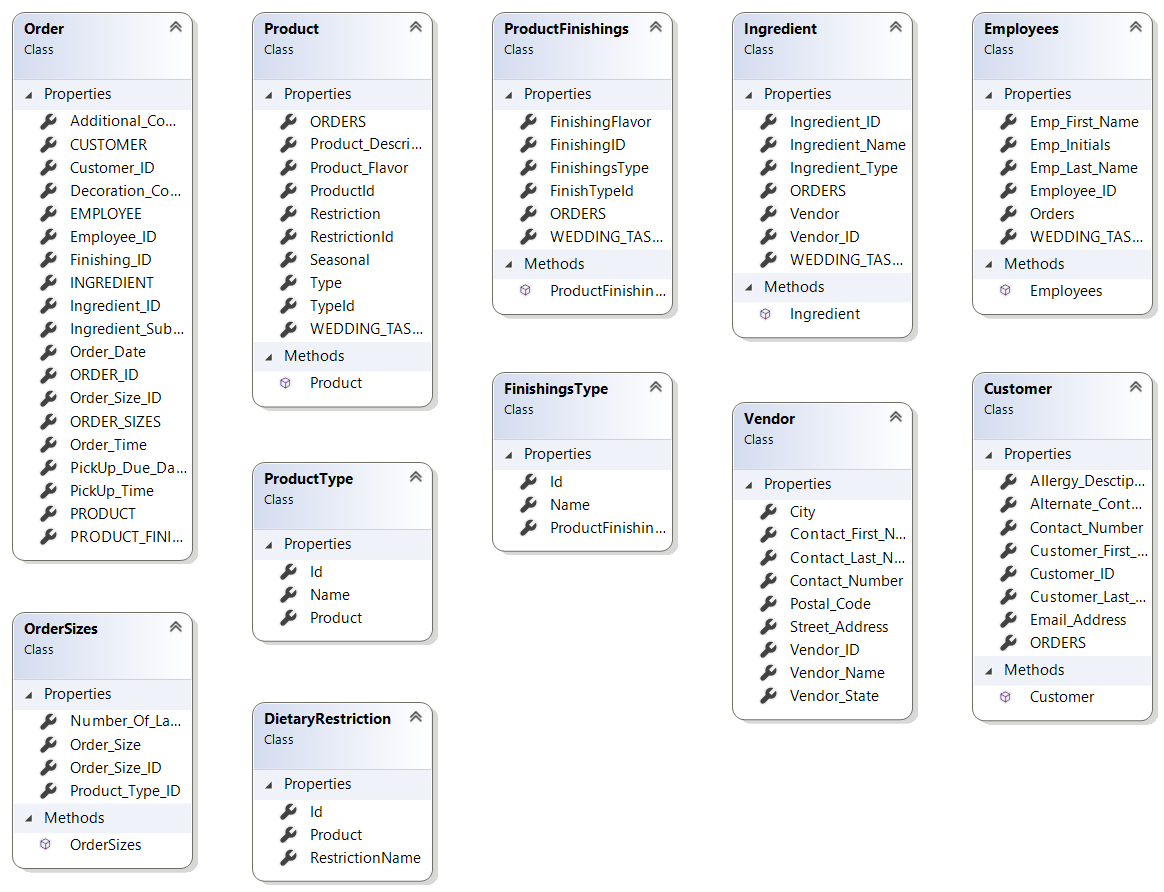 Order
Class
Properties
Additional_Co...
CUSTOMER
Customer_ID
Decoration_Co...
EMPLOYEE
Employee_ID
Finishing_ID
INGREDIENT
Ingredient_ID
Ingredient_Sub...
Order_Date
ORDER_ID
Order_Size_ID
ORDER_SIZES
Order_Time
PickUp_Due_Da...
PickUp_Time
PRODUCT
PRODUCT_FINI...
OrderSizes
Class
Properties
Number_Of_La...
Order_Size
Order_Size_ID
Product_Type_ID
Methods
OrderSizes
Product
Class
Properties
ORDERS
Product_Descri...
Product_Flavor
ProductId
Restriction
RestrictionId
Seasonal
Type
TypeId
WEDDING_TAS...
Methods
Product
ProductType
Class
Properties
Id
Name
Product
DietaryRestriction
Class
Properties
Id
Product
RestrictionName
ProductFinishings
Class
Properties
FinishingFlavor
FinishingID
FinishingsType
FinishTypeId
ORDERS
WEDDING_TAS...
Methods
ProductFinishin...
FinishingsType
Class
Properties
Id
Name
ProductFinishin...
Ingredient
Class
Properties
Ingredient_ID
Ingredient_Name
Ingredient_Type
ORDERS
Vendor
Vendor_ID
WEDDING_TAS...
Methods
Ingredient
Vendor
Class
Properties
City
Contact_First_N...
Contact_Last_N...
Contact_Number
Postal_Code
Street_Address
Vendor_ID
Vendor_Name
Vendor_State
Employees
Class
Properties
Emp_First_Name
Emp_Initials
Emp_Last_Name
Employee_ID
Orders
WEDDING_TAS...
Methods
Employees
Customer
Class
Properties
Allergy_Desctip...
Alternate_Cont...
Contact_Number
Customer_First_...
Customer_ID
Customer_Last_...
Email_Address
ORDERS
Methods
Customer